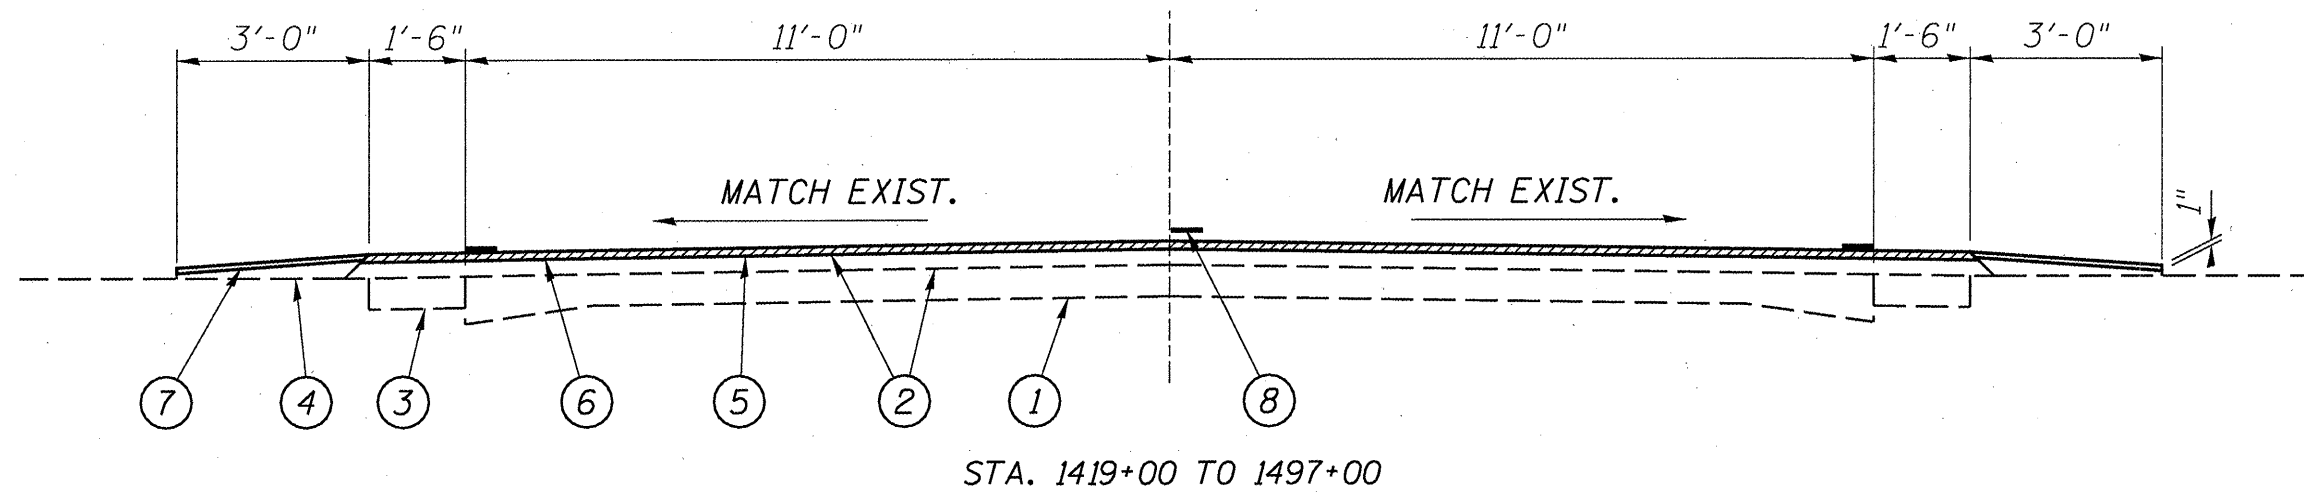 3'-0" 1'-6" 11'-0" 11'-0" 1'-6" 3'-0"
MATCH EXIST. MATCH EXIST.
1"
7 4 3 6 5 2 1 8
STA. 1419+00 TO 1497+00